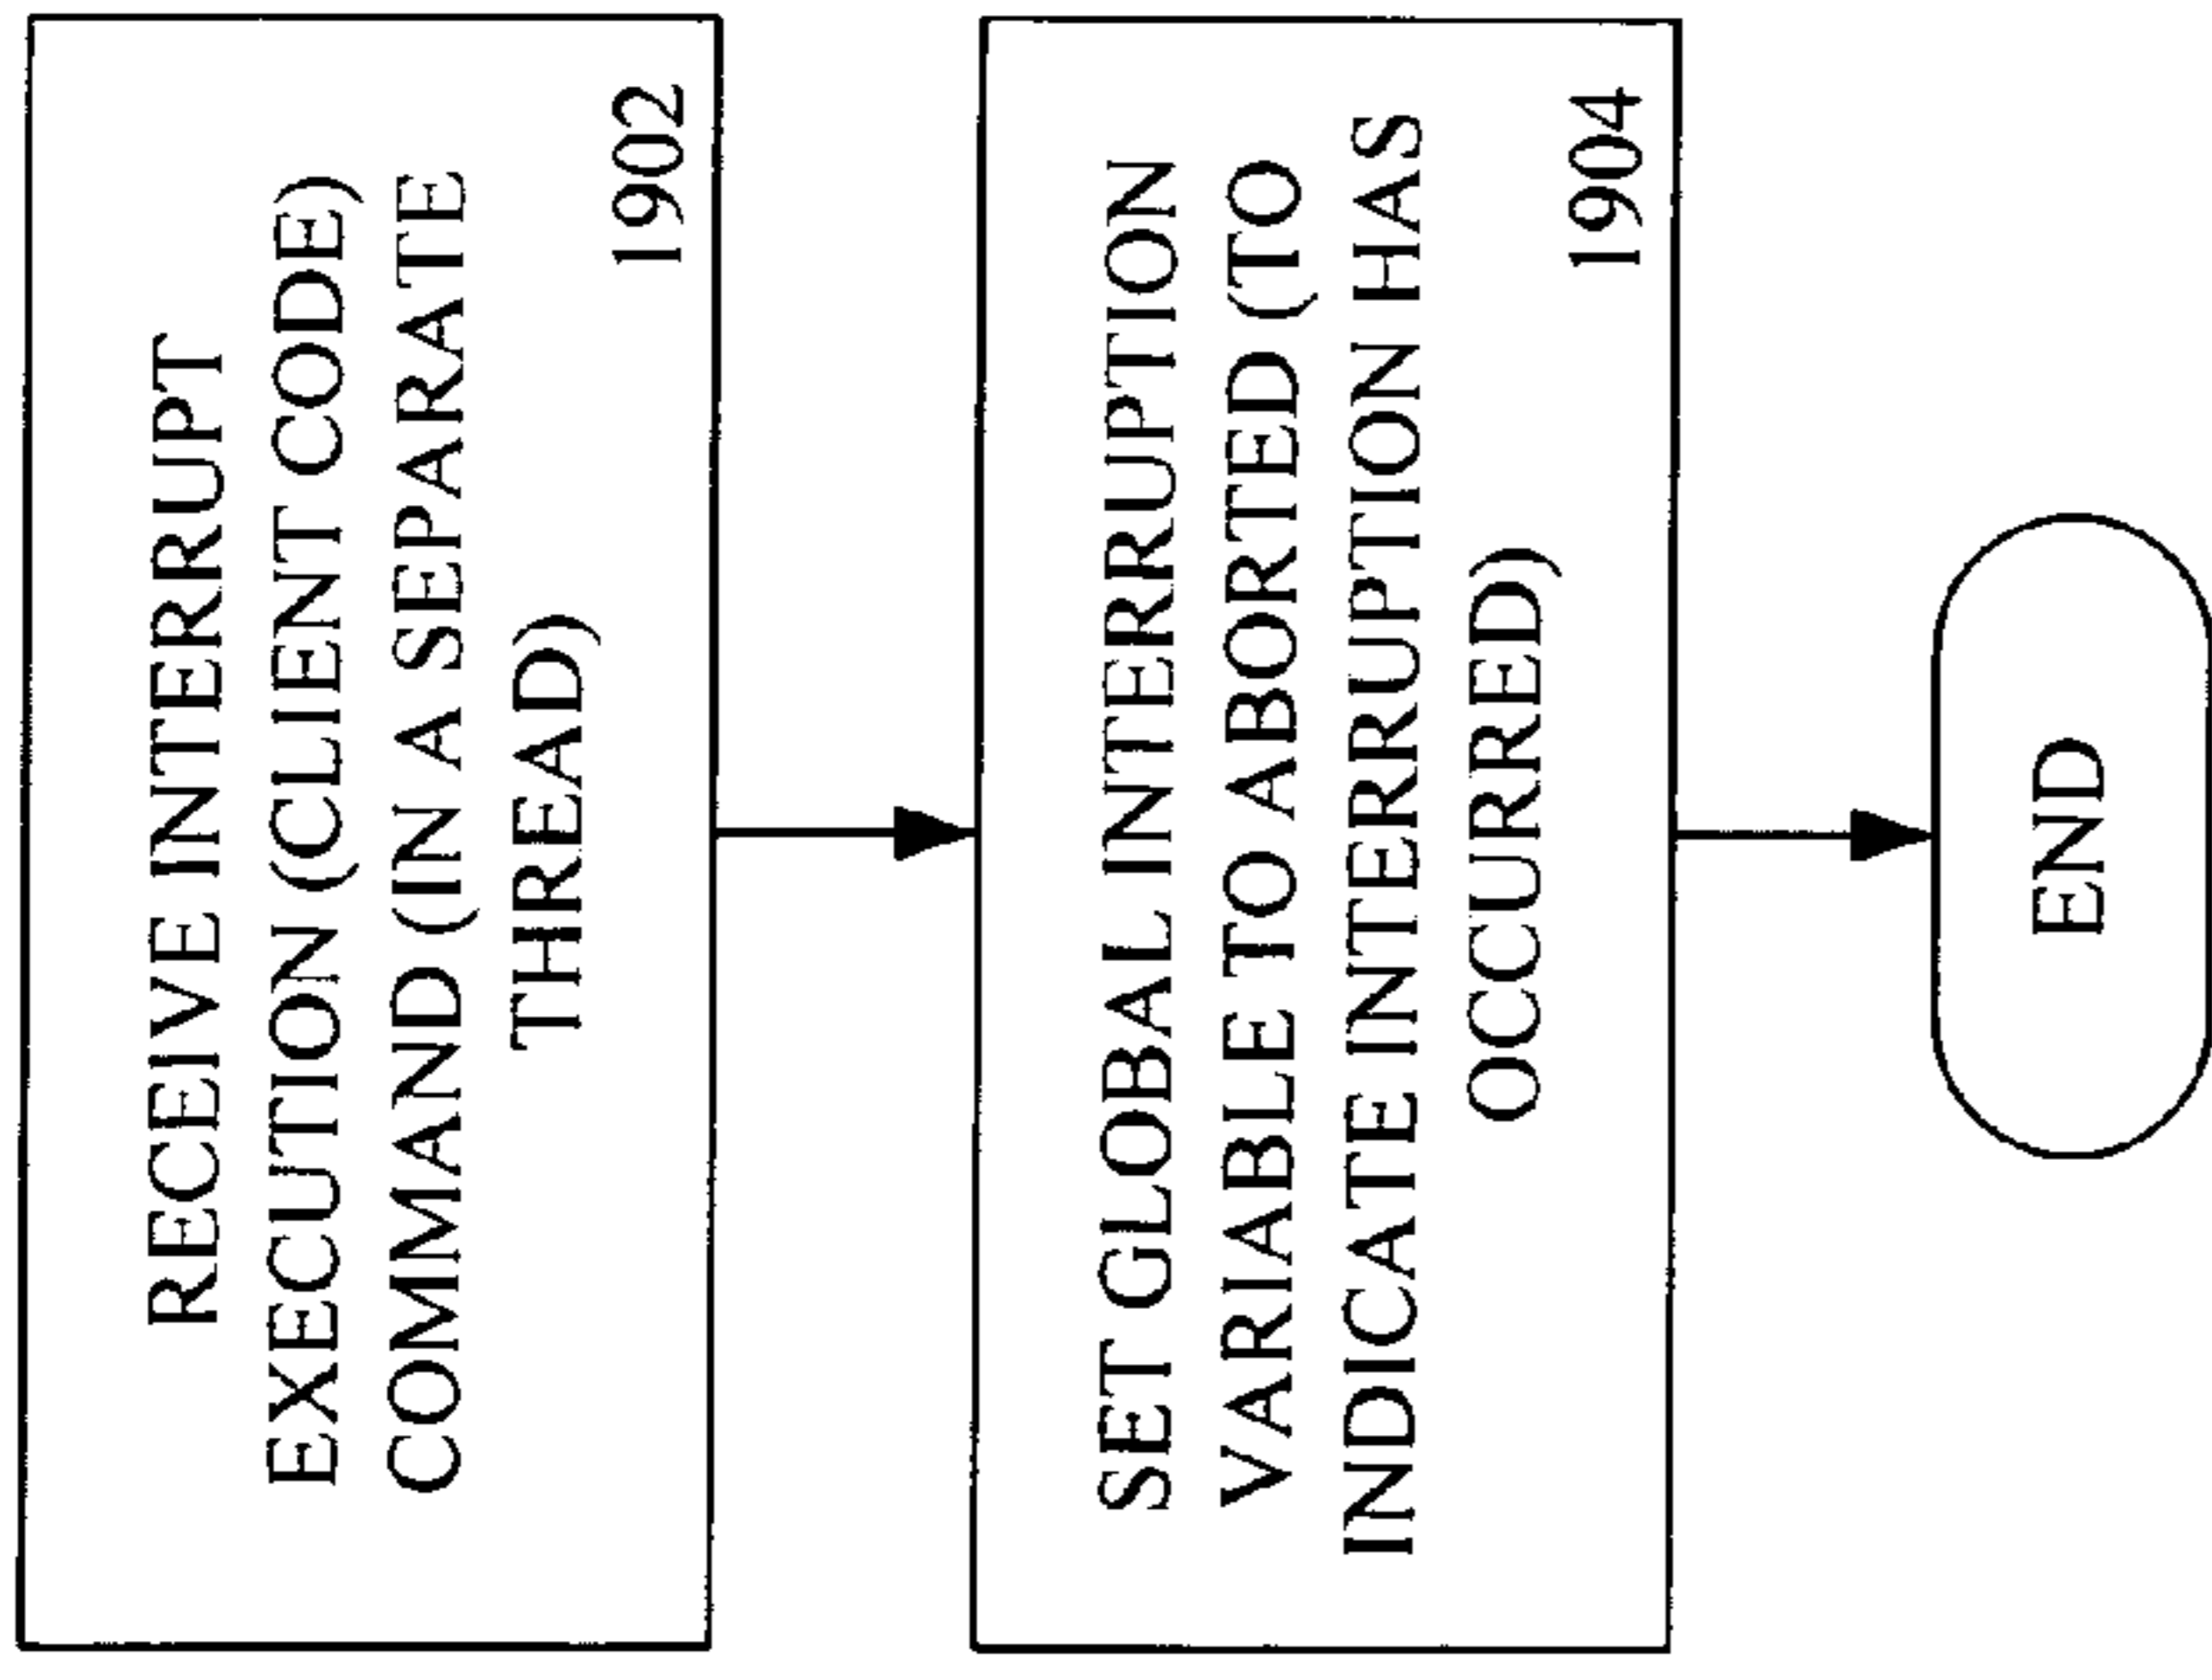 RECEIVE INTERRUPT
EXECUTION (CLIENT CODE)
COMMAND (IN A SEPARATE
THREAD)
1902
SET GLOBAL INTERRUPTION
VARIABLE TO ABORTED (TO
INDICATE INTERRUPTION HAS
OCCURRED)
1904
END